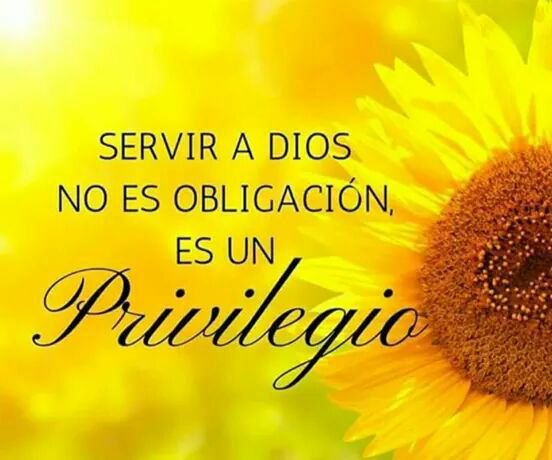 SERVIR A DIOS
NO ES OBLIGACIÓN,
ES UN
Privilegio